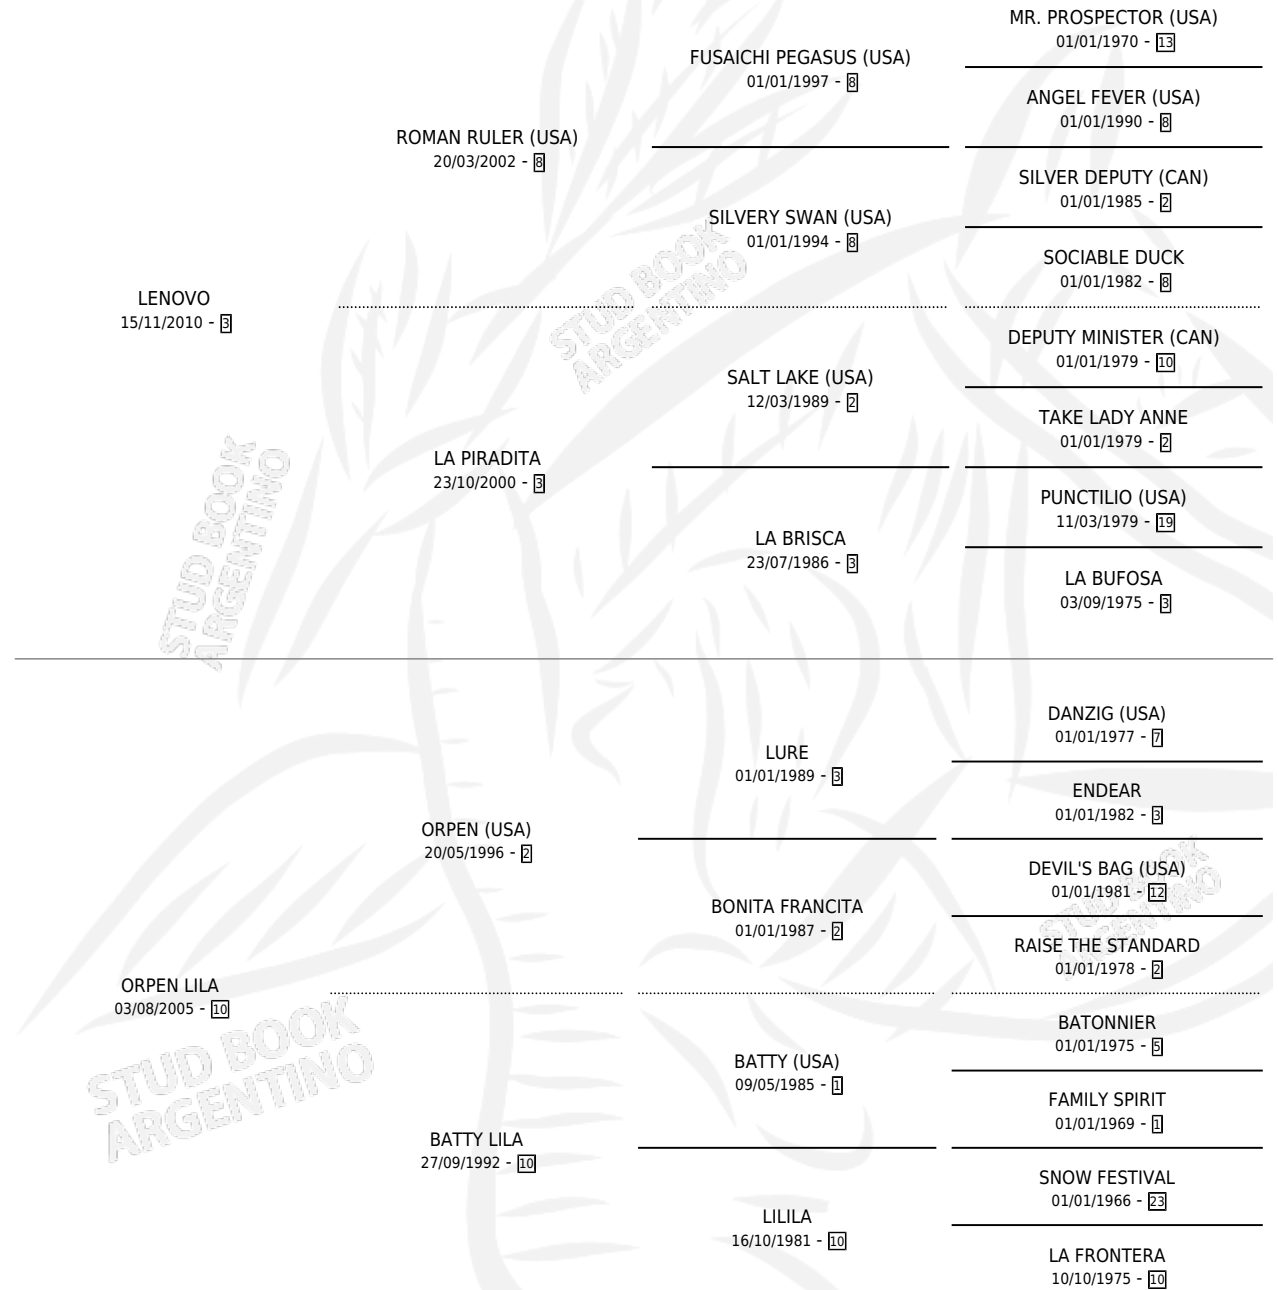 MR. PROSPECTOR (USA)
01/01/1970 - 13
FUSAICHI PEGASUS (USA)
01/01/1997 - 8
ANGEL FEVER (USA)
01/01/1990 - 8
ROMAN RULER (USA)
20/03/2002 - 8
SILVER DEPUTY (CAN)
01/01/1985 - 2
SILVERY SWAN (USA)
01/01/1994 - 8
SOCIABLE DUCK
01/01/1982 - 8
LENOVO
15/11/2010 - 3
STUD BOOK
ARGENTINO
DEPUTY MINISTER (CAN)
01/01/1979 - 10
SALT LAKE (USA)
12/03/1989 - 2
TAKE LADY ANNE
01/01/1979 - 2
LA PIRADITA
23/10/2000 - 3
PUNCTILIO (USA)
11/03/1979 - 19
LA BRISCA
23/07/1986 - 3
LA BUFOSA
03/09/1975 - 3
STUD BOOK
ARGENTINO
DANZIG (USA)
01/01/1977 - 7
LURE
01/01/1989 - 3
ENDEAR
01/01/1982 - 3
ORPEN (USA)
20/05/1996 - 2
DEVIL'S BAG (USA)
01/01/1981 - 12
BONITA FRANCITA
01/01/1987 - 2
STUD BOOK
ARGENTINO
RAISE THE STANDARD
01/01/1978 - 2
ORPEN LILA
03/08/2005 - 10
STUD BOOK
ARGENTINO
BATONNIER
01/01/1975 - 5
BATTY (USA)
09/05/1985 - 1
FAMILY SPIRIT
01/01/1969 - 1
BATTY LILA
27/09/1992 - 10
SNOW FESTIVAL
01/01/1966 - 23
LILILA
16/10/1981 - 10
LA FRONTERA
10/10/1975 - 10